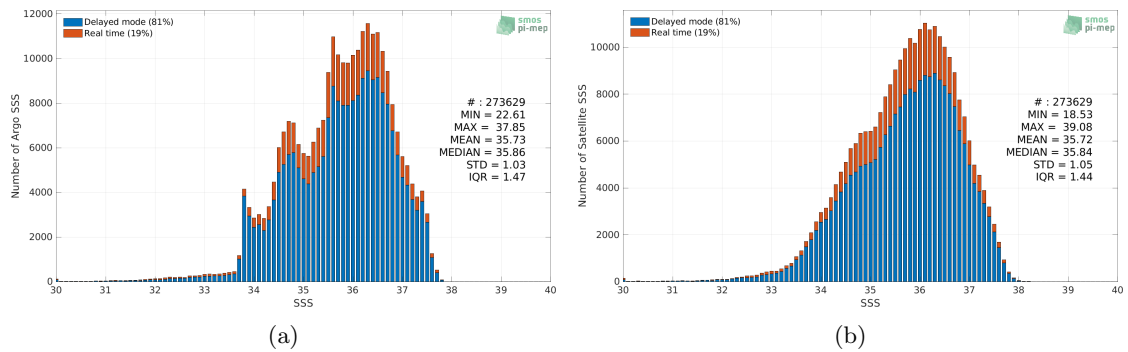 Delayed mode (81%)
Real time (19%)
smos
pi-mep
12000
10000
8000
6000
4000
2000
0
Number of Argo SSS
# : 273629
MIN = 22.61
MAX = 37.85
MEAN = 35.73
MEDIAN = 35.86
STD = 1.03
IQR = 1.47
30 31 32 33 34 35 36 37 38 39 40
SSS
(a)
Delayed mode (81%)
Real time (19%)
smos
pi-mep
10000
8000
6000
4000
2000
0
Number of Satellite SSS
# : 273629
MIN = 18.53
MAX = 39.08
MEAN = 35.72
MEDIAN = 35.84
STD = 1.05
IQR = 1.44
30 31 32 33 34 35 36 37 38 39 40
SSS
(b)